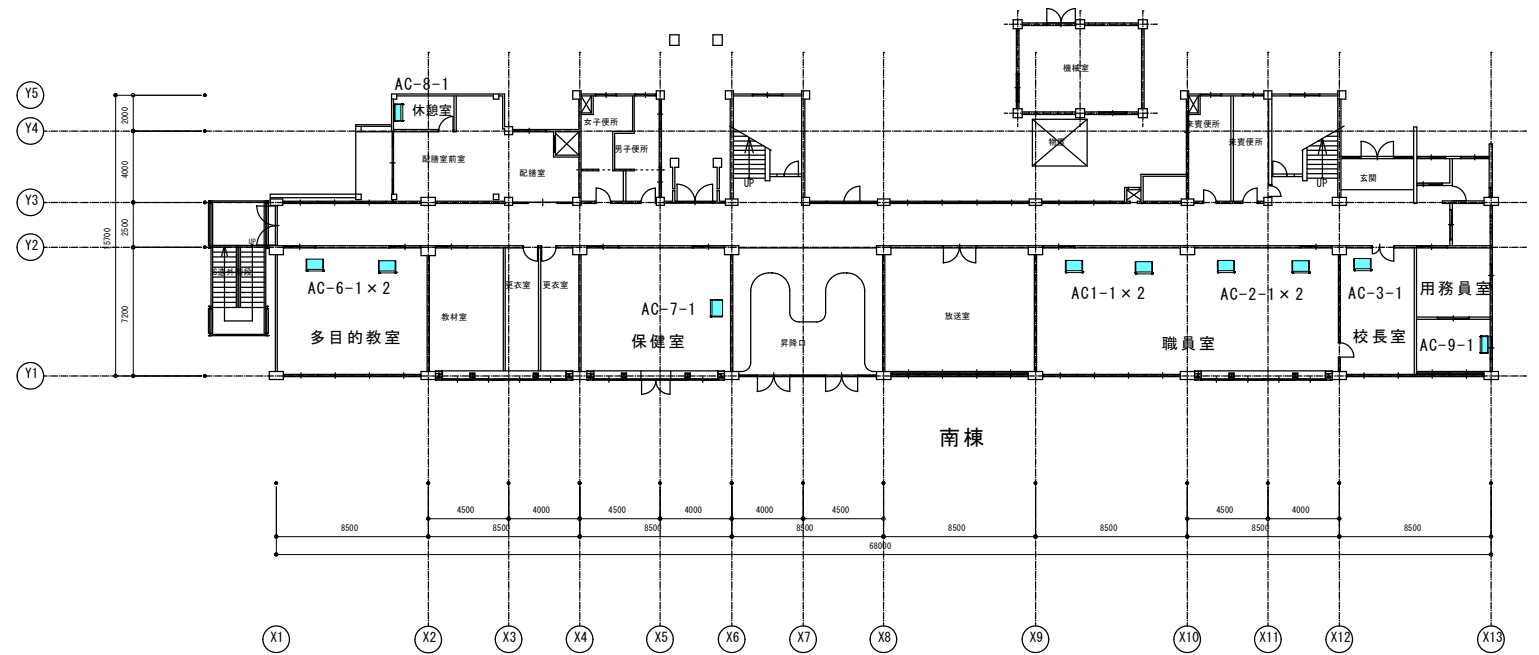 機械室
Y5
AC-8-1
休憩室
2000
女子便所
来賓便所
Y4
物置
男子便所
来賓便所
配膳室前室
配膳室
4000
玄関
UP
UP
Y3
2500
15700
UP
Y2
AC-6-1×2
AC-7-1
AC1-1×2
AC-2-1×2
AC-3-1
用務員室
更衣室
更衣室
7200
教材室
放送室
多目的教室
保健室
昇降口
職員室
校長室
AC-9-1
Y1
南棟
4500
4000
4500
4000
4000
4500
4500
4000
8500
8500
8500
8500
8500
8500
8500
8500
68000
X1
X2
X3
X4
X5
X6
X7
X8
X9
X10
X11
X12
X13